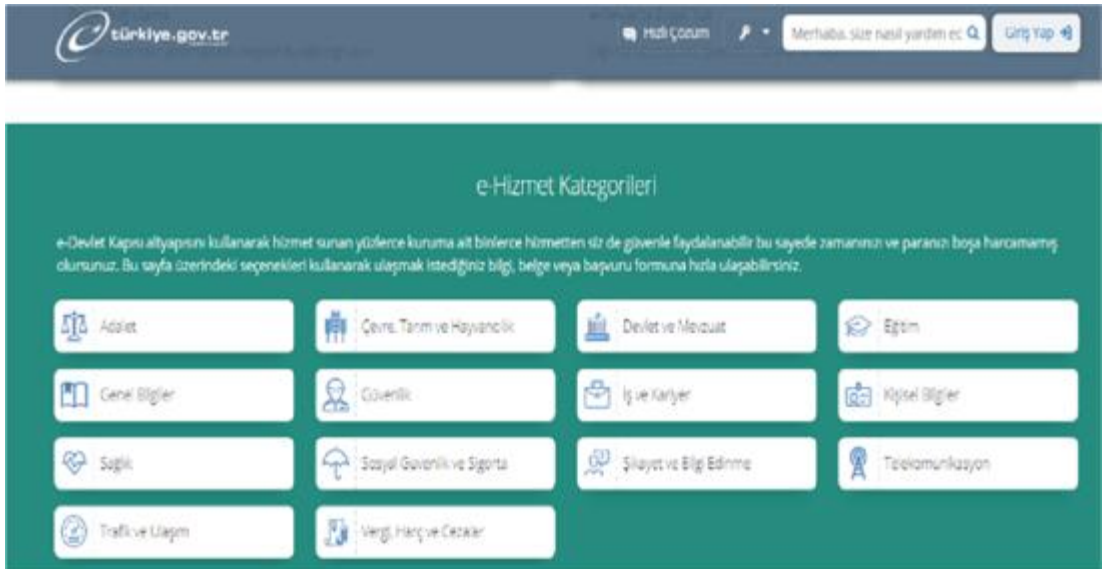 türkiye.gov.tr
Hızlı Çözüm
Merhaba, size nasıl yardım ec
Giriş Yap
e-Hizmet Kategorileri
e-Devlet Kapısı altyapısını kullanarak hizmet sunan yüzlerce kuruma ait binlerce hizmetten siz de güvenle faydalanabilir bu sayede zamanınızı ve paranızı boşa harcamamış
olursunuz. Bu sayfa üzerindeki seçenekleri kullanarak ulaşmak istediğiniz bilgi, belge veya başvuru formuna hızla ulaşabilirsiniz.
Adalet
Çevre, Tarım ve Hayvancılık
Devlet ve Mevzuat
Eğitim
Genel Bilgiler
Güvenlik
İş ve Kariyer
Kişisel Bilgiler
Sağlık
Sosyal Güvenlik ve Sigorta
Şikayet ve Bilgi Edinme
Telekomunikasyon
Trafik ve Ulaşım
Vergi, Harç ve Cezalar